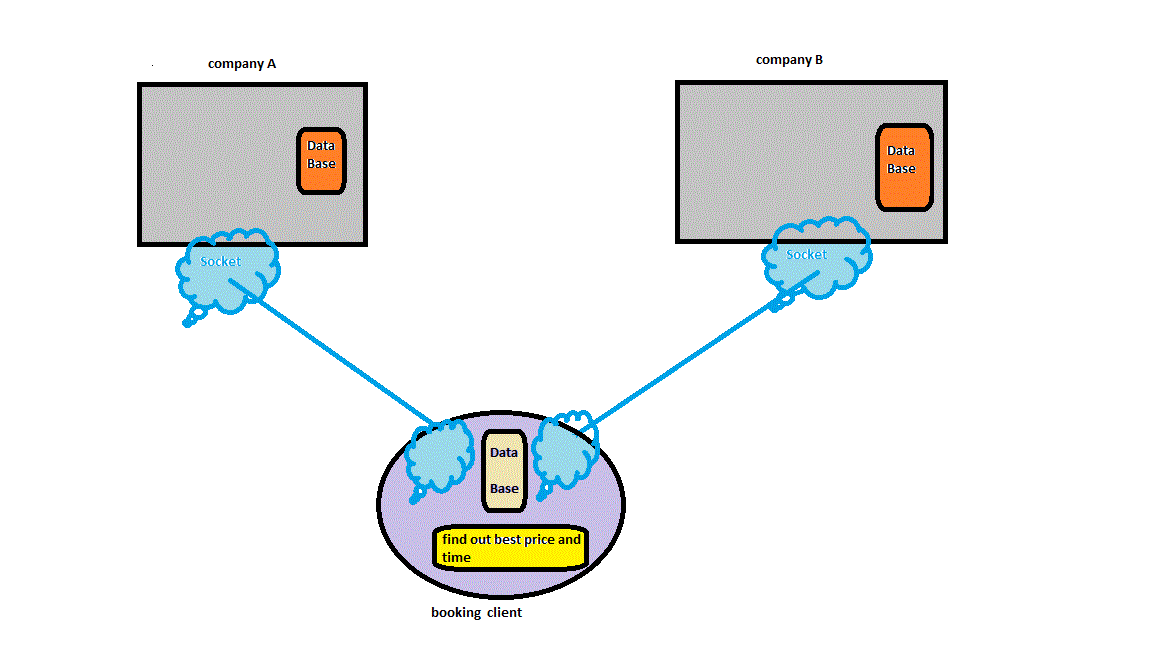 company A
company B
Data
Base
Data
Base
Socket
Socket
Data
Base
find out best price and
time
booking client